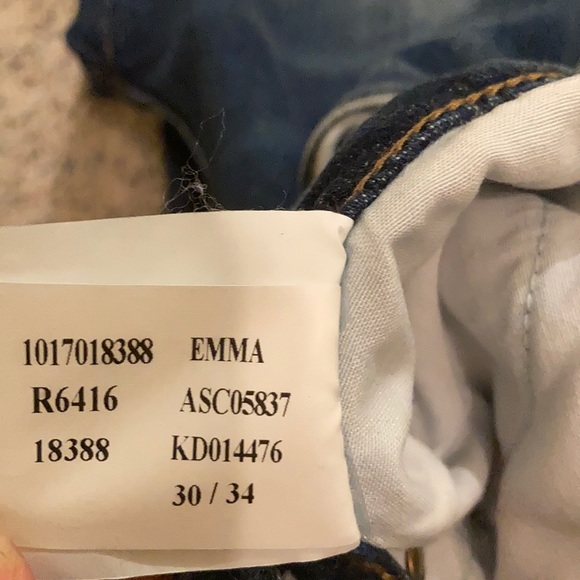 1017018388 EMMA
R6416 ASC05837
18388 KD014476
30 / 34